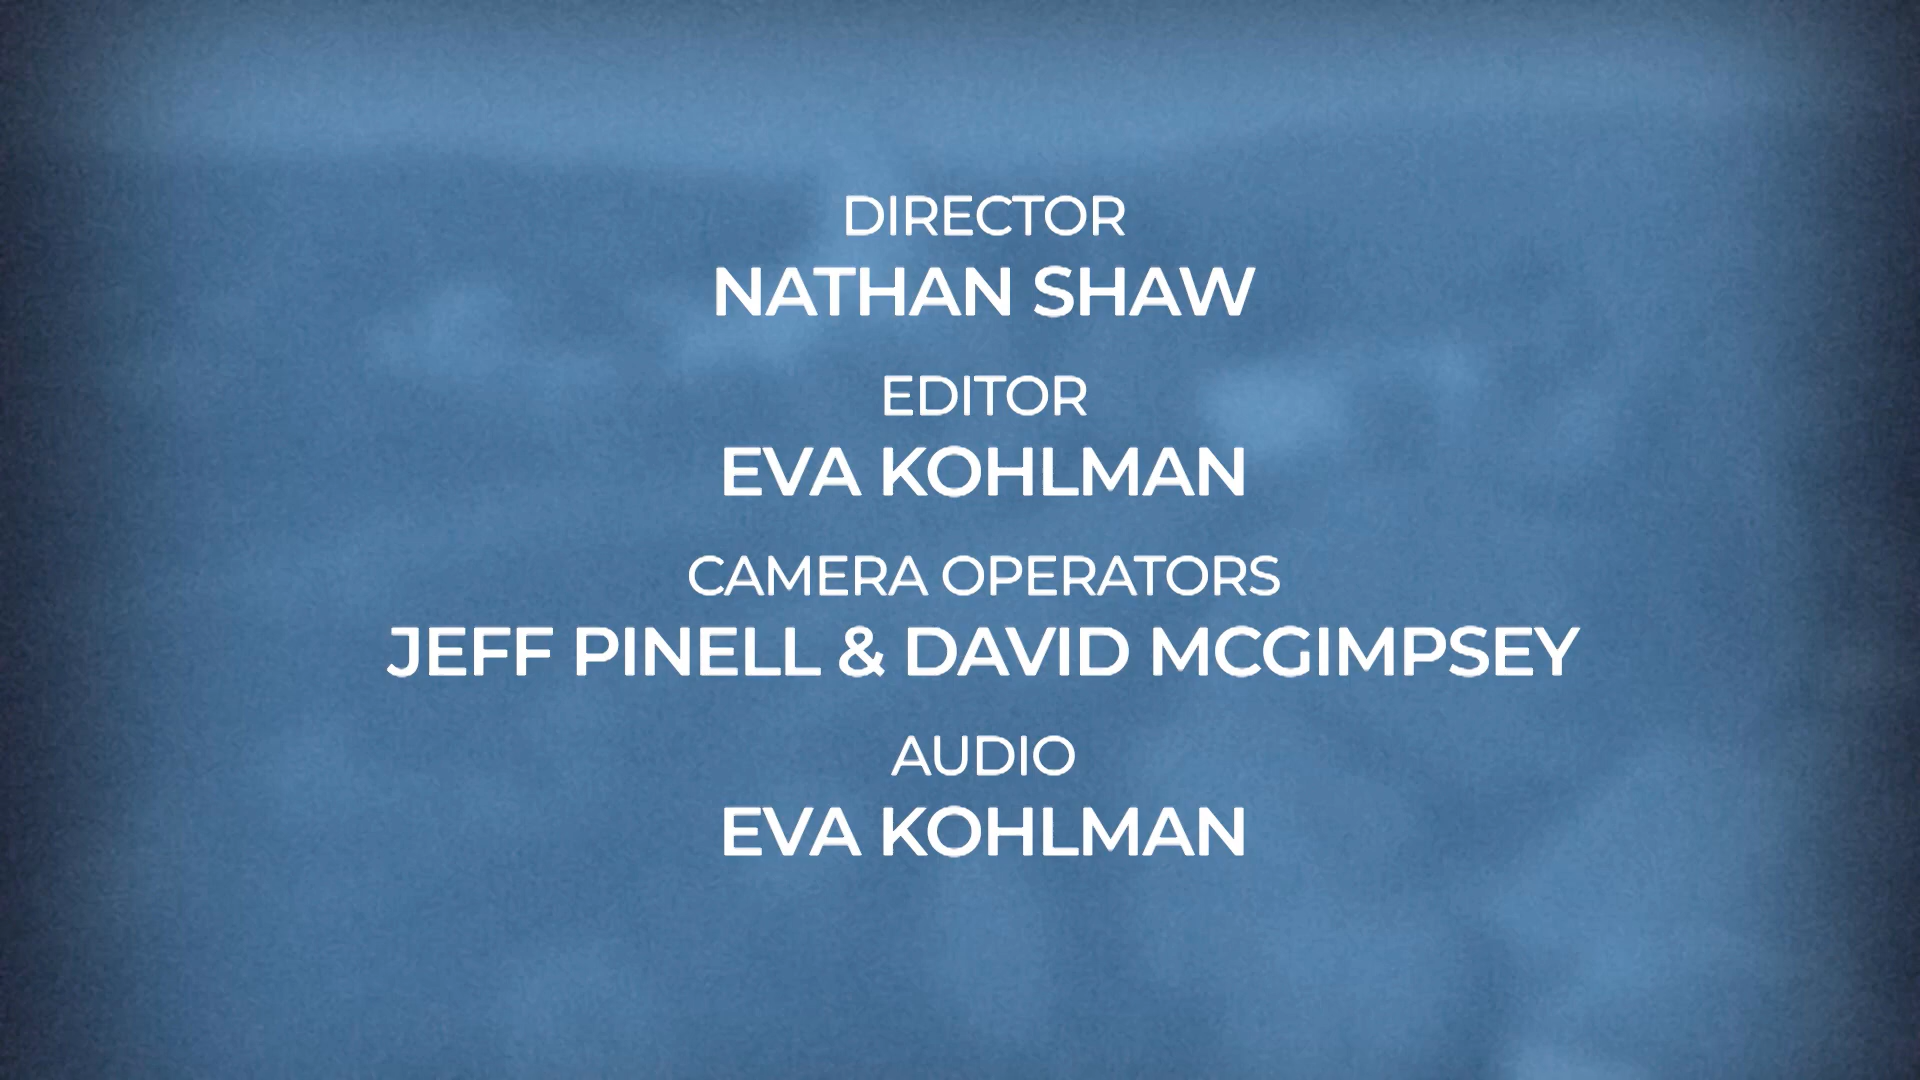 DIRECTOR
NATHAN SHAW
EDITOR
EVA KOHLMAN
CAMERA OPERATORS
JEFF PINELL & DAVID MCGIMPSEY
AUDIO
EVA KOHLMAN